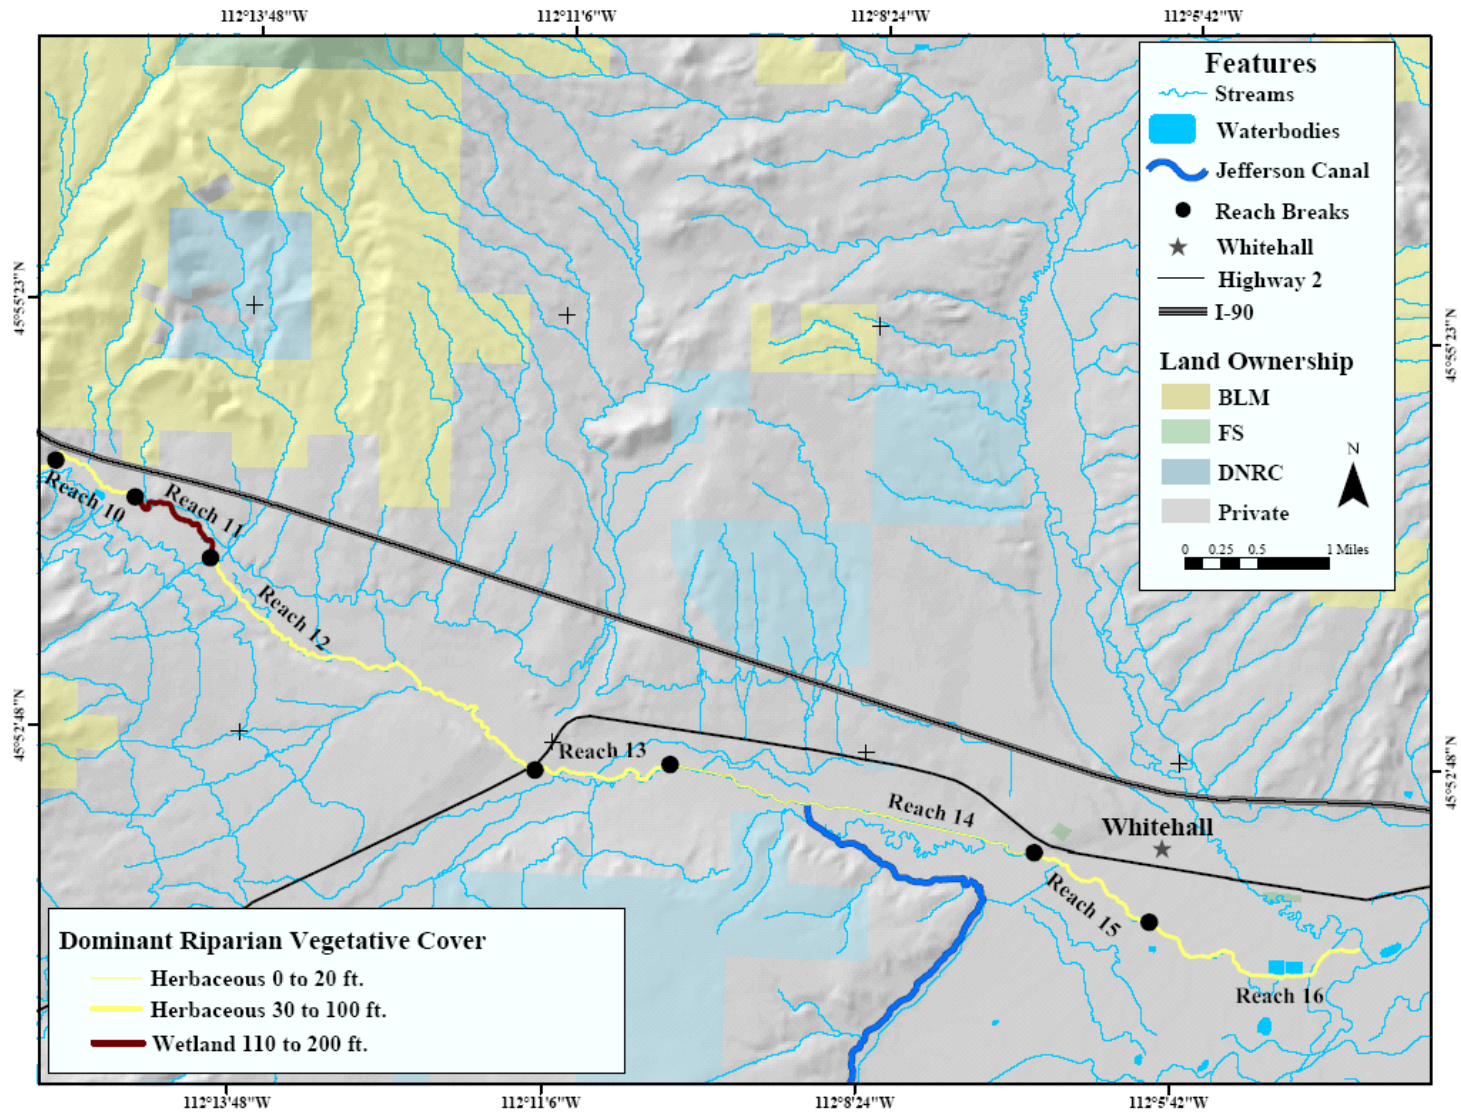 112°13'48"W 112°11'6"W 112°8'24"W 112°5'42"W
Features
Streams
Waterbodies
Jefferson Canal
Reach Breaks
Whitehall
Highway 2
I-90
Land Ownership
BLM
FS
DNRC
Private
N
0 0.25 0.5 1 Miles
45°55'23"N
45°55'23"N
Reach 10
Reach 11
Reach 12
45°52'48"N
45°52'48"N
Reach 13
Reach 14
Whitehall
Reach 15
Reach 16
Dominant Riparian Vegetative Cover
Herbaceous 0 to 20 ft.
Herbaceous 30 to 100 ft.
Wetland 110 to 200 ft.
112°13'48"W 112°11'6"W 112°8'24"W 112°5'42"W